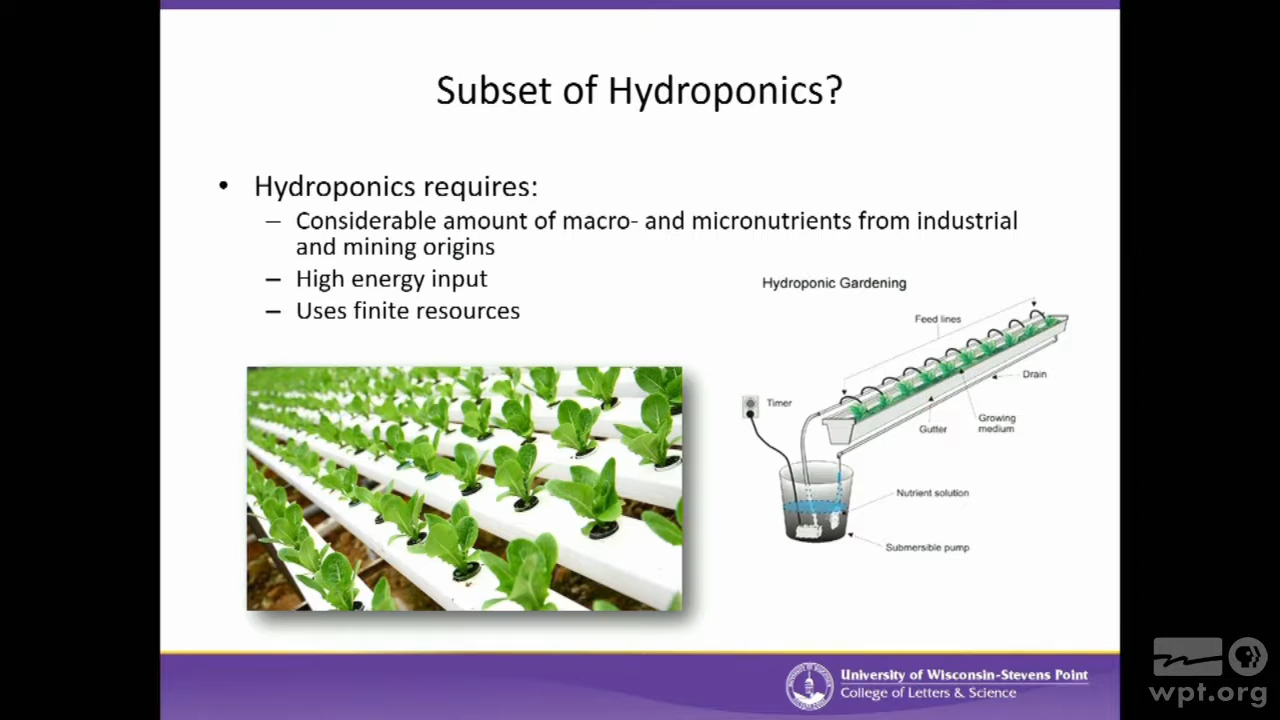 Subset of Hydroponics?
• Hydroponics requires:
– Considerable amount of macro- and micronutrients from industrial
and mining origins
– High energy input
– Uses finite resources
Hydroponic Gardening
Feed lines
Drain
Timer
Growing
medium
Gutter
Nutrient solution
Submersible pump
University of Wisconsin-Stevens Point
College of Letters & Science
wpt.org